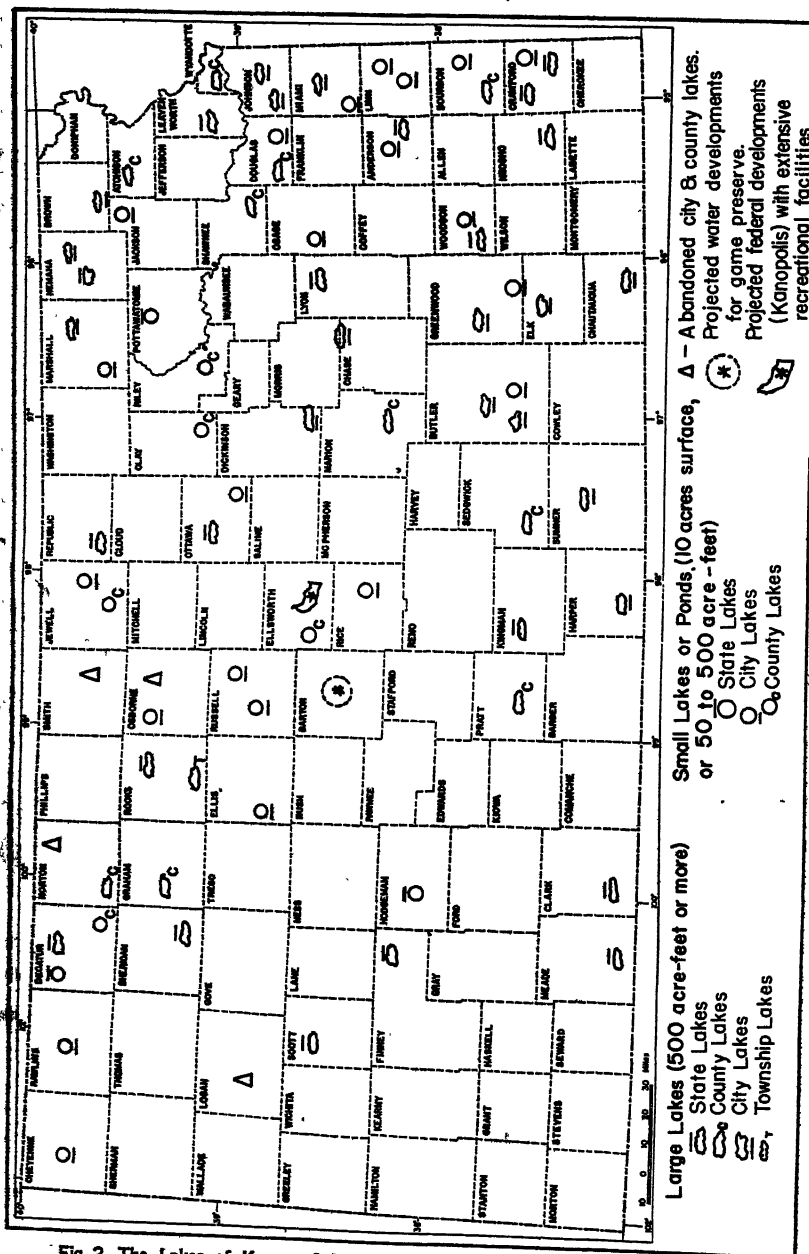 40°
CHEYENNE
RAWLINS
DECATUR
NORTON
PHILLIPS
SMITH
JEWELL
REPUBLIC
WASHINGTON
MARSHALL
NEMAHA
BROWN
DONIPHAN
SHERMAN
THOMAS
SHERIDAN
GRAHAM
ROOKS
OSBORNE
MITCHELL
CLOUD
CLAY
RILEY
POTTAWATOMIE
JACKSON
ATCHISON
JEFFERSON
LEAVEN
WORTH
WYANDOTTE
WALLACE
LOGAN
GOVE
TREGO
ELLIS
RUSSELL
LINCOLN
OTTAWA
SALINE
DICKINSON
GEARY
WABAUNSEE
SHAWNEE
DOUGLAS
JOHNSON
GREELEY
WICHITA
SCOTT
LANE
NESS
RUSH
BARTON
ELLSWORTH
RICE
MC PHERSON
MARION
MORRIS
CHASE
LYON
OSAGE
COFFEY
FRANKLIN
ANDERSON
MIAMI
LINN
HAMILTON
KEARNY
FINNEY
HODGEMAN
PAWNEE
STAFFORD
RENO
HARVEY
SEDGWICK
BUTLER
GREENWOOD
WOODSON
ALLEN
BOURBON
STANTON
GRANT
HASKELL
GRAY
FORD
EDWARDS
KIOWA
PRATT
KINGMAN
SUMNER
COWLEY
ELK
WILSON
NEOSHO
CRAWFORD
MORTON
STEVENS
SEWARD
MEADE
CLARK
COMANCHE
BARBER
HARPER
CHAUTAUQUA
MONTGOMERY
LABETTE
CHEROKEE
10 0 10 20 30 Miles
Large Lakes (500 acre-feet or more)
State Lakes
C County Lakes
City Lakes
T Township Lakes
Small Lakes or Ponds, (10 acres surface,
or 50 to 500 acre-feet)
State Lakes
City Lakes
County Lakes
Δ – Abandoned city & county lakes.
Projected water developments
for game preserve.
Projected federal developments
(Kanopolis) with extensive
recreational facilities
Fig. 2. The Lakes of